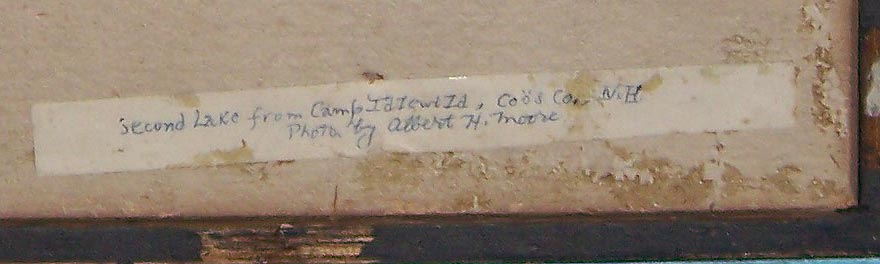 Second Lake from Camp Idlewild, Coös Co., N.H.
Photo by Albert H. Moore